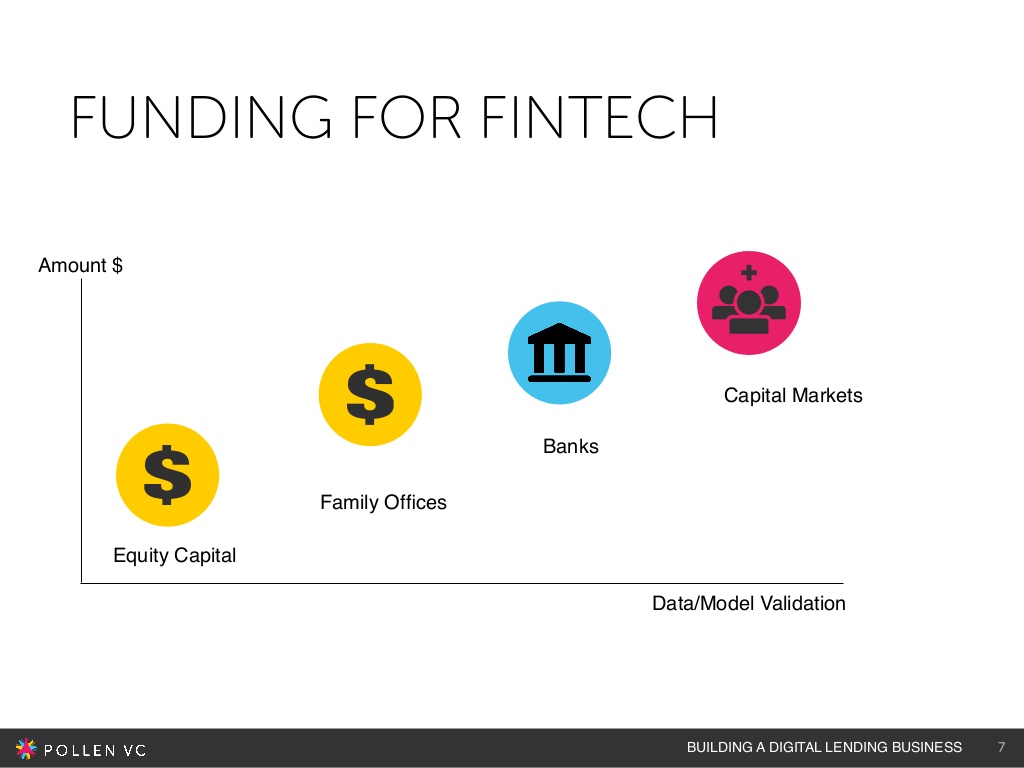 FUNDING FOR FINTECH
Amount $
Capital Markets
Banks
Family Offices
Equity Capital
Data/Model Validation
POLLEN VC
BUILDING A DIGITAL LENDING BUSINESS
7